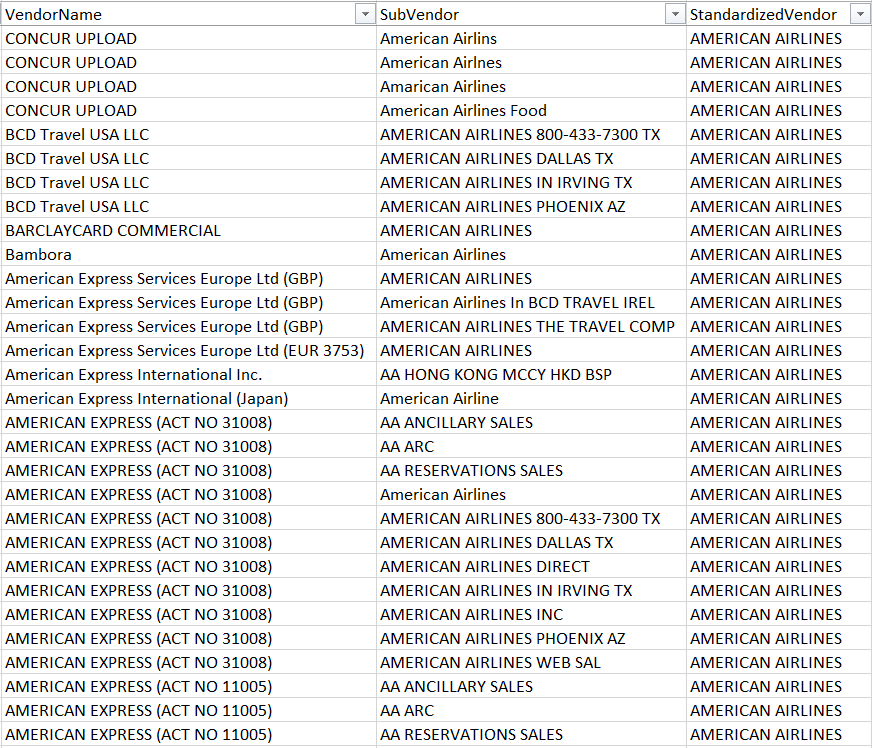 VendorName SubVendor StandardizedVendor
CONCUR UPLOAD American Airlins AMERICAN AIRLINES
CONCUR UPLOAD American Airlnes AMERICAN AIRLINES
CONCUR UPLOAD Amarican Airlines AMERICAN AIRLINES
CONCUR UPLOAD American Airlines Food AMERICAN AIRLINES
BCD Travel USA LLC AMERICAN AIRLINES 800-433-7300 TX AMERICAN AIRLINES
BCD Travel USA LLC AMERICAN AIRLINES DALLAS TX AMERICAN AIRLINES
BCD Travel USA LLC AMERICAN AIRLINES IN IRVING TX AMERICAN AIRLINES
BCD Travel USA LLC AMERICAN AIRLINES PHOENIX AZ AMERICAN AIRLINES
BARCLAYCARD COMMERCIAL AMERICAN AIRLINES AMERICAN AIRLINES
Bambora American Airlines AMERICAN AIRLINES
American Express Services Europe Ltd (GBP) AMERICAN AIRLINES AMERICAN AIRLINES
American Express Services Europe Ltd (GBP) American Airlines In BCD TRAVEL IREL AMERICAN AIRLINES
American Express Services Europe Ltd (GBP) AMERICAN AIRLINES THE TRAVEL COMP AMERICAN AIRLINES
American Express Services Europe Ltd (EUR 3753) AMERICAN AIRLINES AMERICAN AIRLINES
American Express International Inc. AA HONG KONG MCCY HKD BSP AMERICAN AIRLINES
American Express International (Japan) American Airline AMERICAN AIRLINES
AMERICAN EXPRESS (ACT NO 31008) AA ANCILLARY SALES AMERICAN AIRLINES
AMERICAN EXPRESS (ACT NO 31008) AA ARC AMERICAN AIRLINES
AMERICAN EXPRESS (ACT NO 31008) AA RESERVATIONS SALES AMERICAN AIRLINES
AMERICAN EXPRESS (ACT NO 31008) American Airlines AMERICAN AIRLINES
AMERICAN EXPRESS (ACT NO 31008) AMERICAN AIRLINES 800-433-7300 TX AMERICAN AIRLINES
AMERICAN EXPRESS (ACT NO 31008) AMERICAN AIRLINES DALLAS TX AMERICAN AIRLINES
AMERICAN EXPRESS (ACT NO 31008) AMERICAN AIRLINES DIRECT AMERICAN AIRLINES
AMERICAN EXPRESS (ACT NO 31008) AMERICAN AIRLINES IN IRVING TX AMERICAN AIRLINES
AMERICAN EXPRESS (ACT NO 31008) AMERICAN AIRLINES INC AMERICAN AIRLINES
AMERICAN EXPRESS (ACT NO 31008) AMERICAN AIRLINES PHOENIX AZ AMERICAN AIRLINES
AMERICAN EXPRESS (ACT NO 31008) AMERICAN AIRLINES WEB SAL AMERICAN AIRLINES
AMERICAN EXPRESS (ACT NO 11005) AA ANCILLARY SALES AMERICAN AIRLINES
AMERICAN EXPRESS (ACT NO 11005) AA ARC AMERICAN AIRLINES
AMERICAN EXPRESS (ACT NO 11005) AA RESERVATIONS SALES AMERICAN AIRLINES